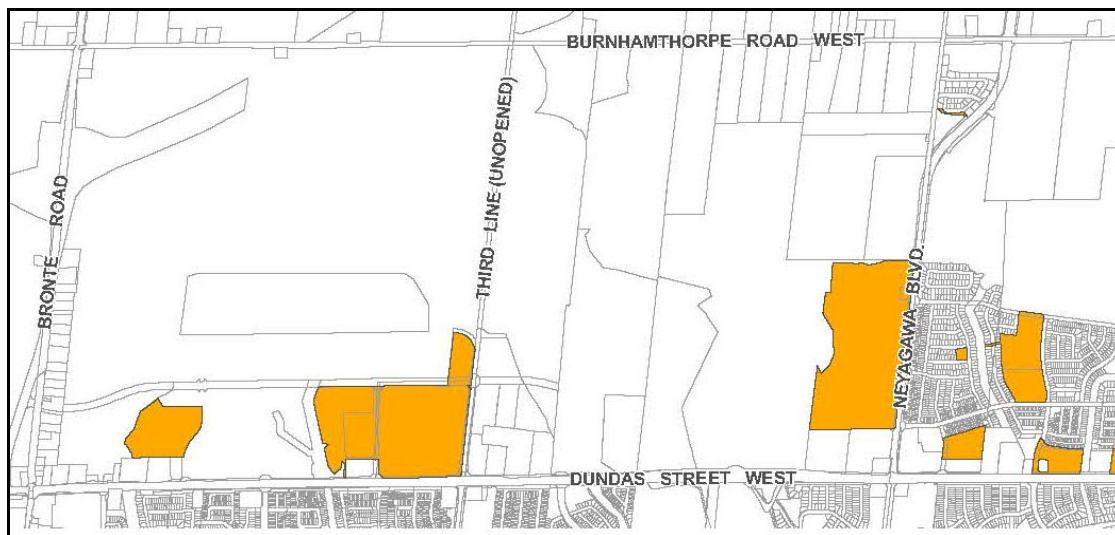 BURNHAMTHORPE ROAD WEST
BRONTE ROAD
THIRD LINE (UNOPENED)
NEYAGAWA BLVD.
DUNDAS STREET WEST